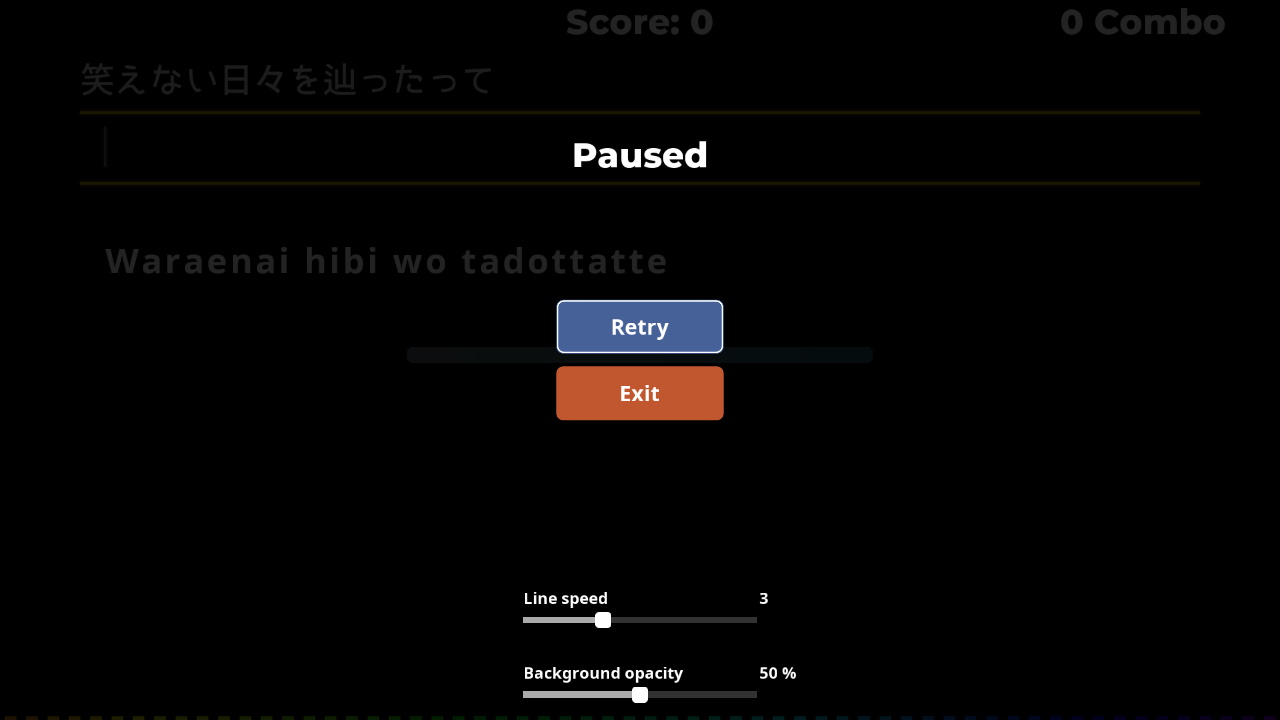 Score: 0
0 Combo
笑えない日々を辿ったって
Paused
Waraenai hibi wo tadottatte
Retry
Exit
Line speed 3
Background opacity 50 %